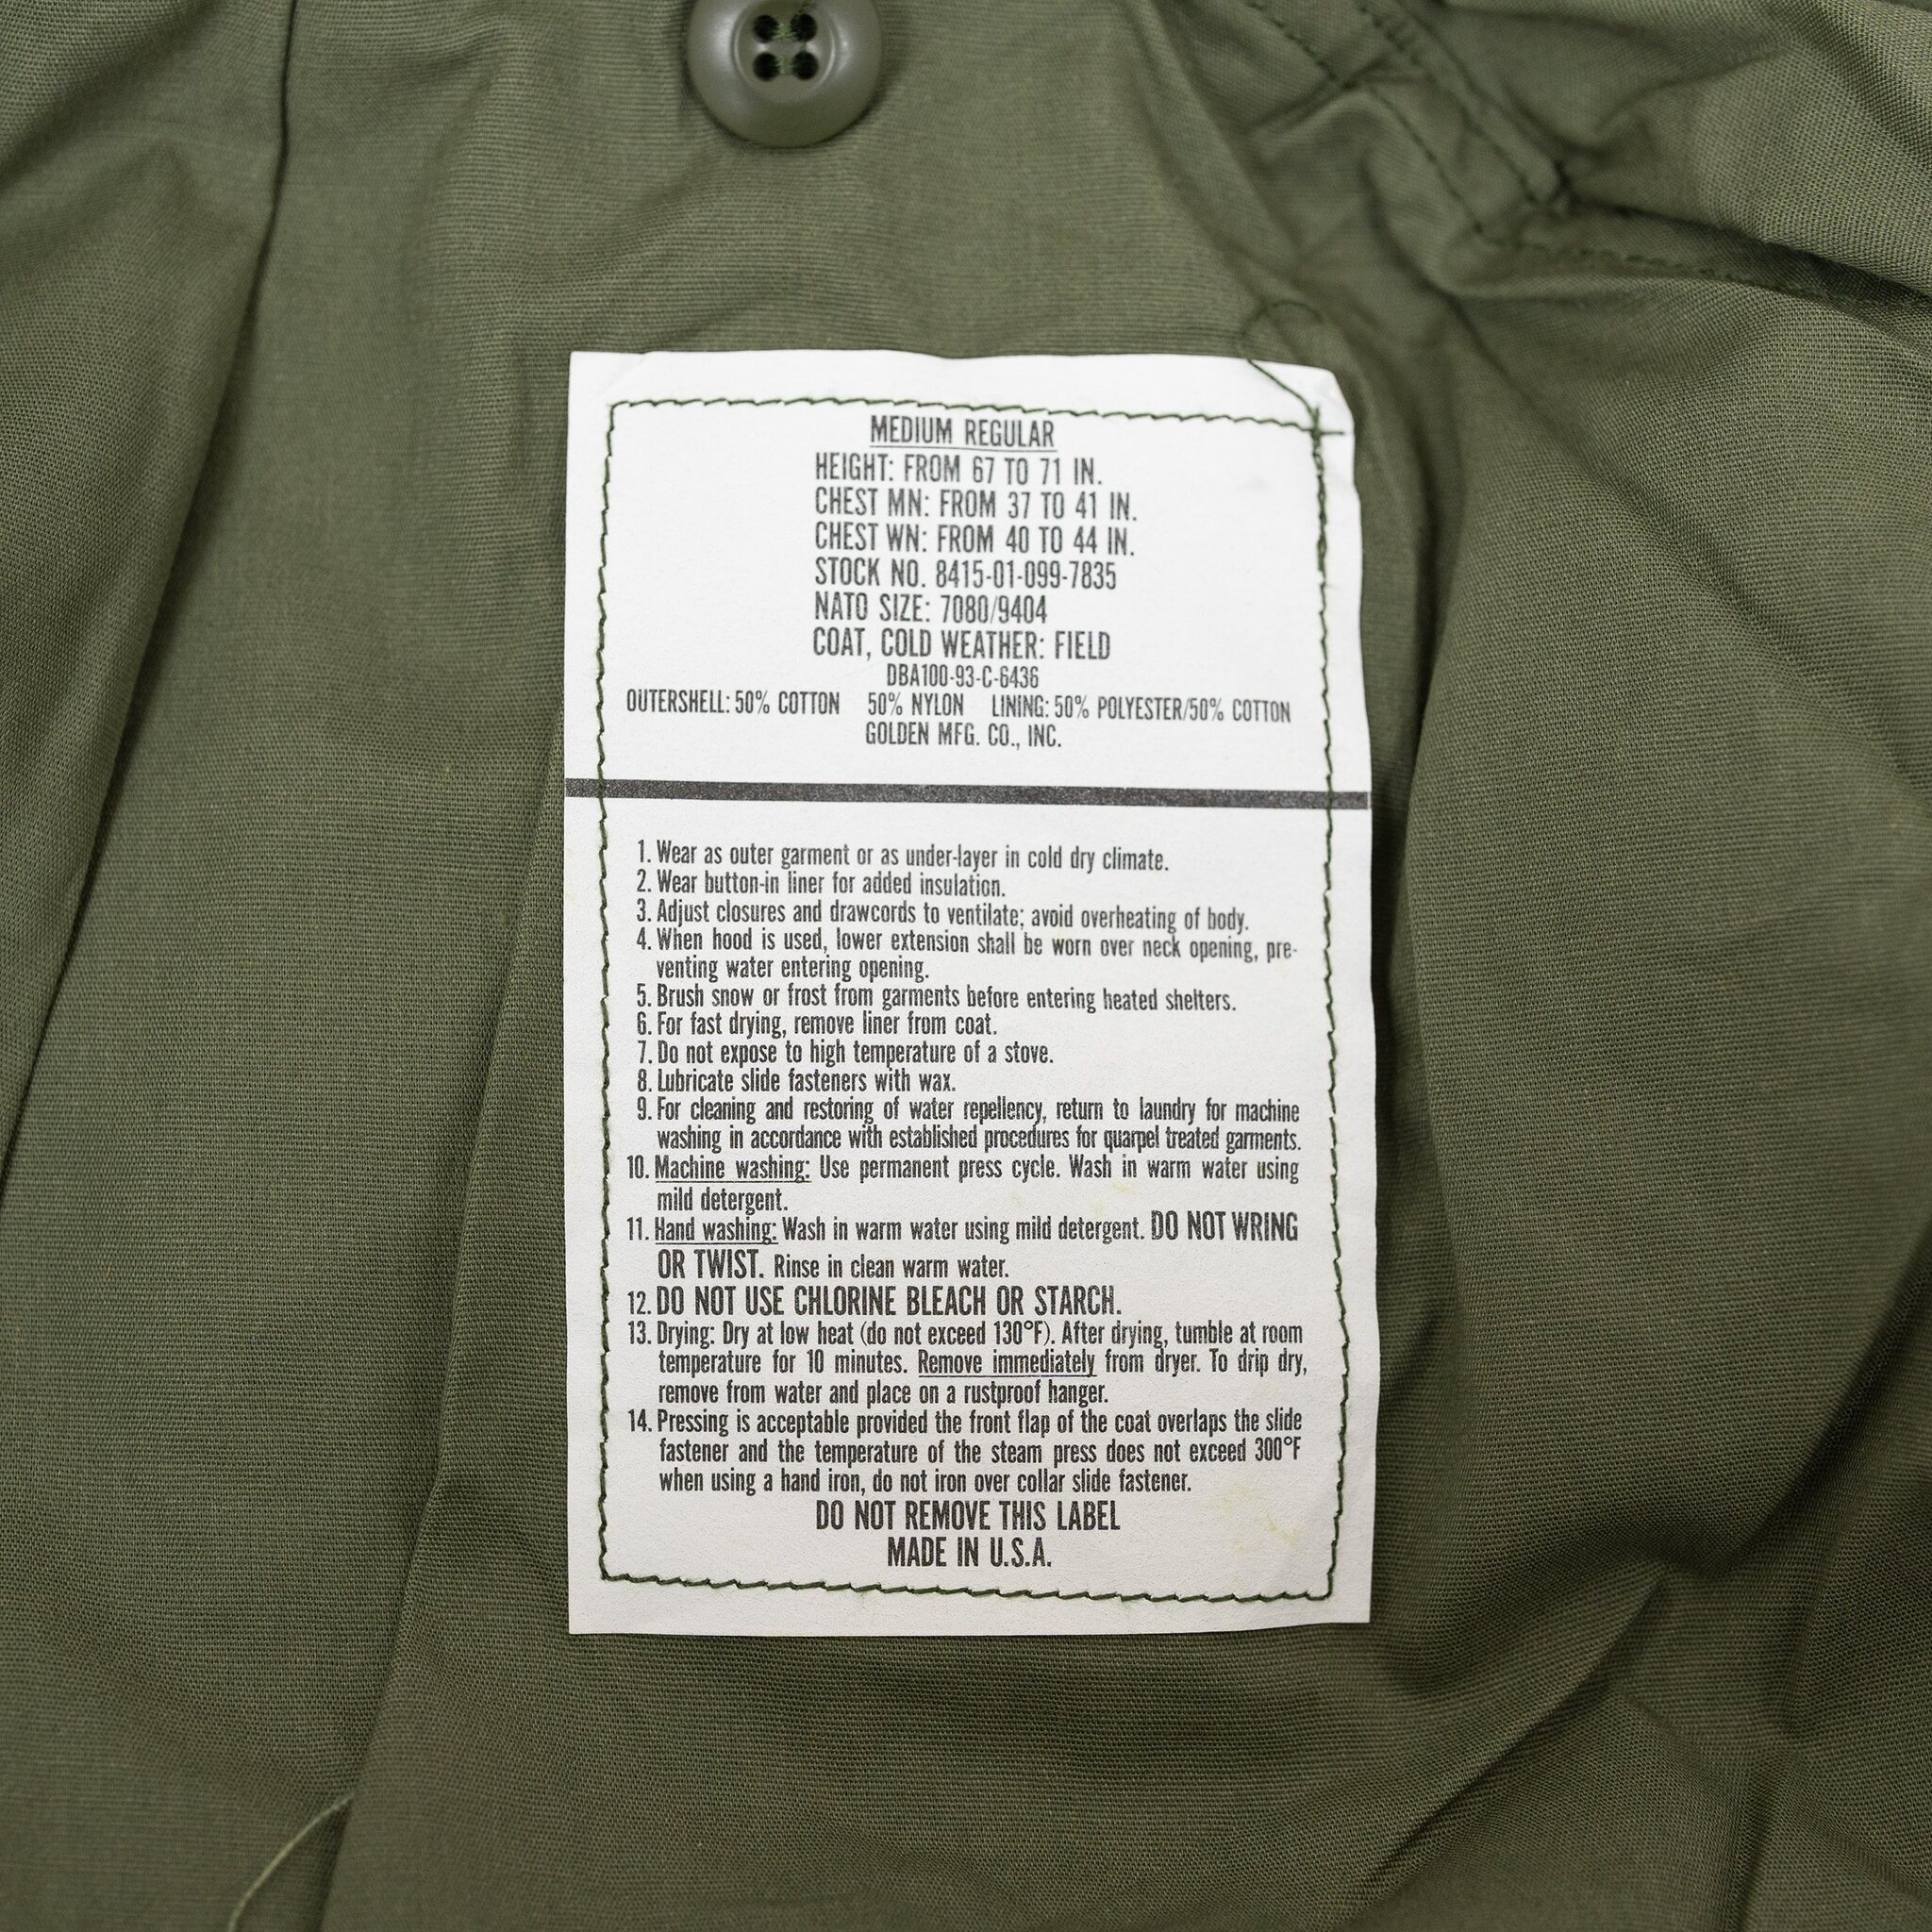 MEDIUM REGULAR
HEIGHT: FROM 67 TO 71 IN.
CHEST MN: FROM 37 TO 41 IN.
CHEST WN: FROM 40 TO 44 IN.
STOCK NO. 8415-01-099-7835
NATO SIZE: 7080/9404
COAT, COLD WEATHER: FIELD
DBA100-93-C-6436
OUTERSHELL: 50% COTTON 50% NYLON LINING: 50% POLYESTER/50% COTTON
GOLDEN MFG. CO., INC.
1. Wear as outer garment or as under-layer in cold dry climate.
2. Wear button-in liner for added insulation.
3. Adjust closures and drawcords to ventilate; avoid overheating of body.
4. When hood is used, lower extension shall be worn over neck opening, pre-
venting water entering opening.
5. Brush snow or frost from garments before entering heated shelters.
6. For fast drying, remove liner from coat.
7. Do not expose to high temperature of a stove.
8. Lubricate slide fasteners with wax.
9. For cleaning and restoring of water repellency, return to laundry for machine
washing in accordance with established procedures for quarpel treated garments.
10. Machine washing: Use permanent press cycle. Wash in warm water using
mild detergent.
11. Hand washing: Wash in warm water using mild detergent. DO NOT WRING
OR TWIST. Rinse in clean warm water.
12. DO NOT USE CHLORINE BLEACH OR STARCH.
13. Drying: Dry at low heat (do not exceed 130°F). After drying, tumble at room
temperature for 10 minutes. Remove immediately from dryer. To drip dry,
remove from water and place on a rustproof hanger.
14. Pressing is acceptable provided the front flap of the coat overlaps the slide
fastener and the temperature of the steam press does not exceed 300°F
when using a hand iron, do not iron over collar slide fastener.
DO NOT REMOVE THIS LABEL
MADE IN U.S.A.